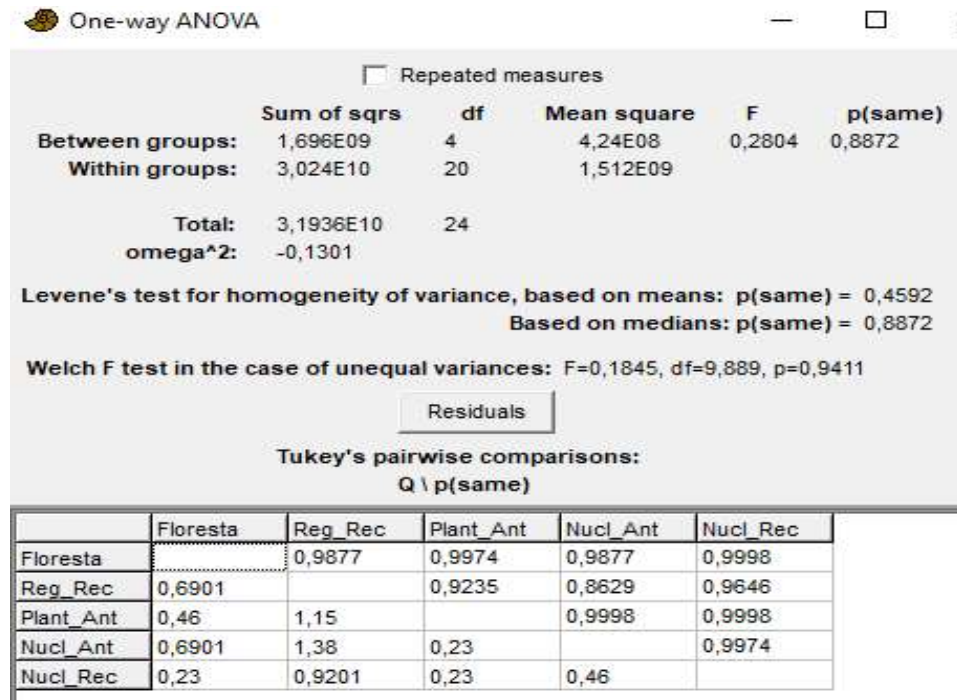 One-way ANOVA
Repeated measures
Sum of sqrs df Mean square F p(same)
Between groups: 1,696E09 4 4,24E08 0,2804 0,8872
Within groups: 3,024E10 20 1,512E09
Total: 3,1936E10 24
omega^2: -0,1301
Levene's test for homogeneity of variance, based on means: p(same) = 0,4592
Based on medians: p(same) = 0,8872
Welch F test in the case of unequal variances: F=0,1845, df=9,889, p=0,9411
Residuals
Tukey's pairwise comparisons:
Q \ p(same)
Floresta Reg_Rec Plant_Ant Nucl_Ant Nucl_Rec
Floresta 0,9877 0,9974 0,9877 0,9998
Reg_Rec 0,6901 0,9235 0,8629 0,9646
Plant_Ant 0,46 1,15 0,9998 0,9998
Nucl_Ant 0,6901 1,38 0,23 0,9974
Nucl_Rec 0,23 0,9201 0,23 0,46